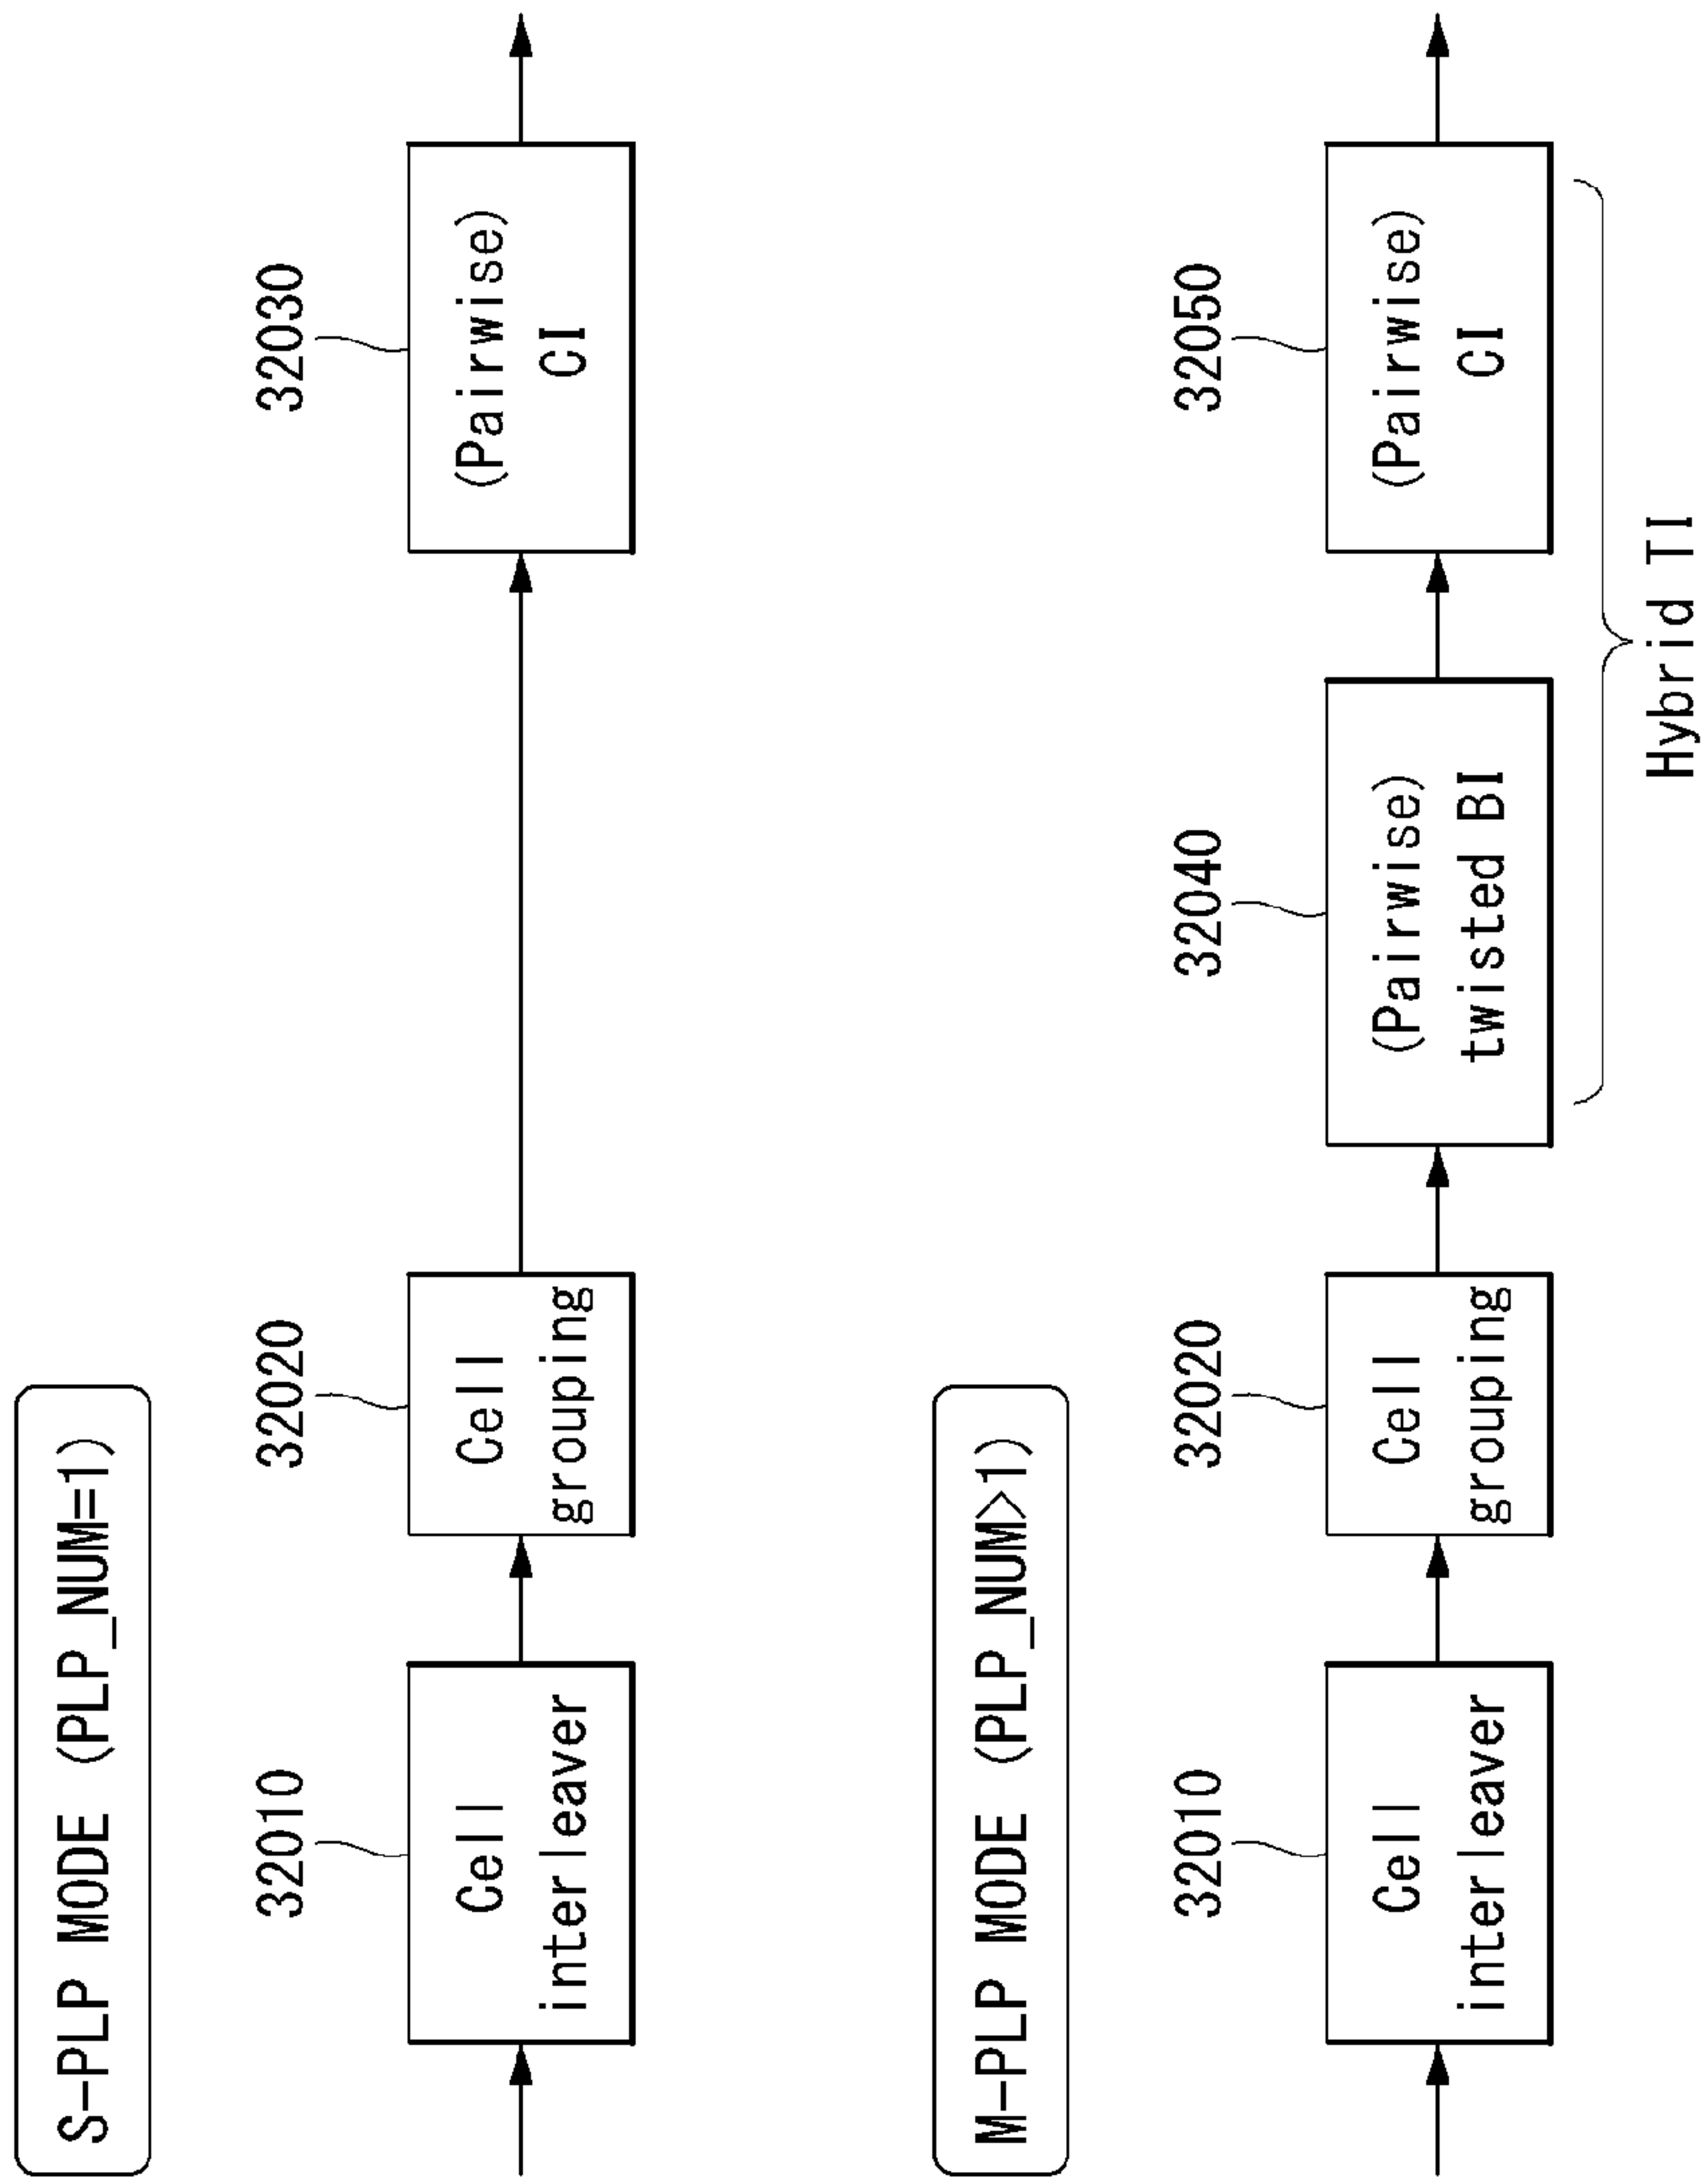 S-PLP MODE (PLP_NUM=1)
32010
32020
32030
Cell
interleaver
Cell
grouping
(Pairwise)
CI
M-PLP MODE (PLP_NUM>1)
32010
32020
32040
32050
Cell
interleaver
Cell
grouping
(Pairwise)
twisted BI
(Pairwise)
CI
Hybrid TI